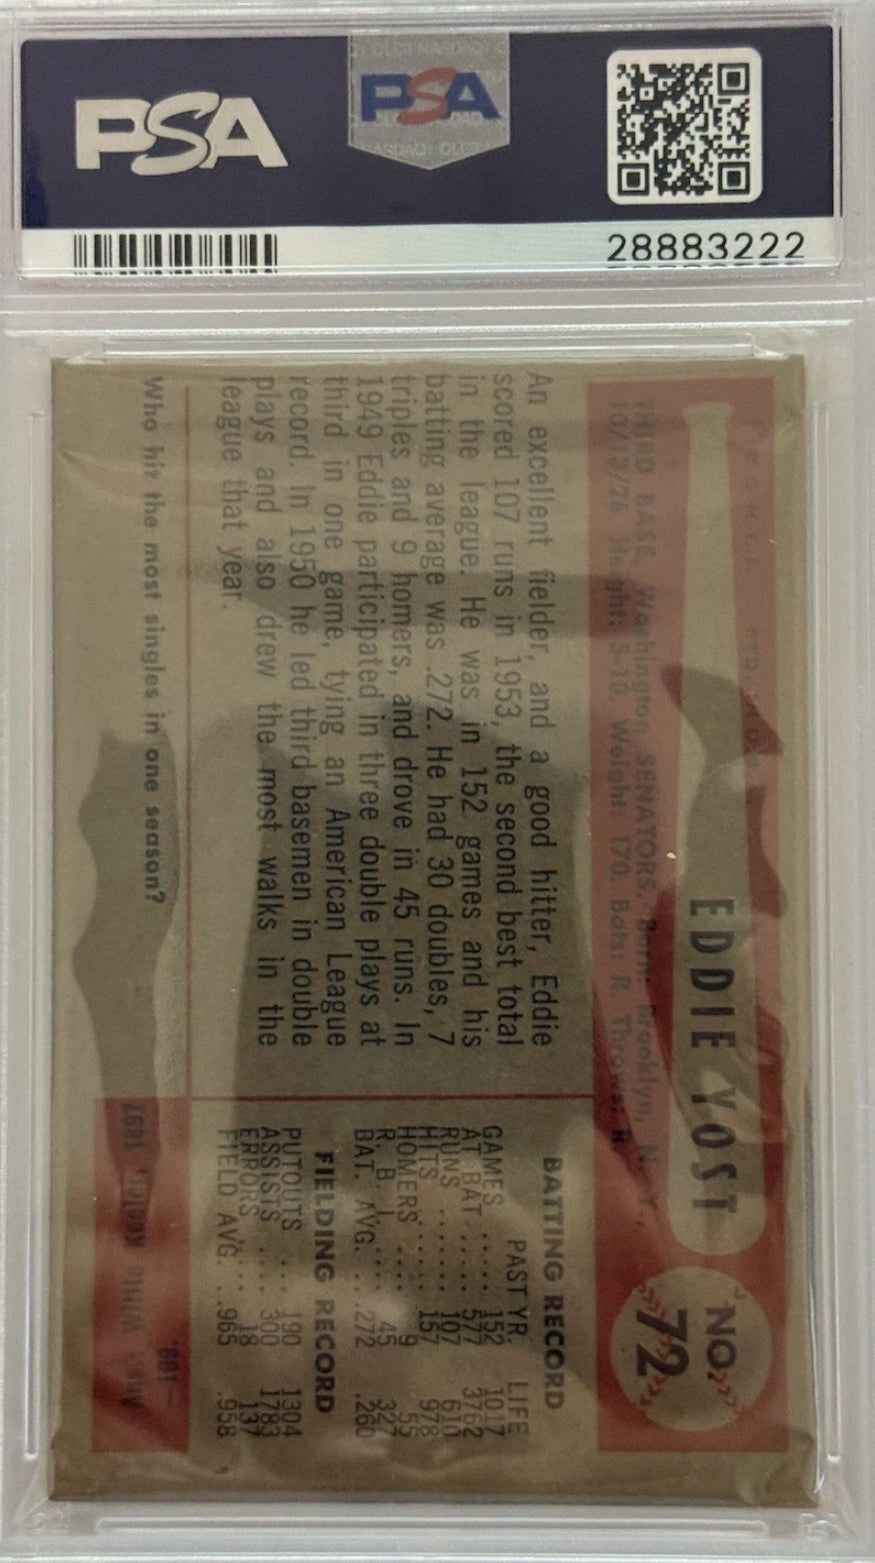 PSA
PSA
28883222
EDDIE YOST
NO.
72
THIRD BASE, Washington SENATORS. Born: Brooklyn, N. Y.,
10/13/26 Height: 5-10 Weight: 170. Bats: R Throws: R
An excellent fielder, and a good hitter, Eddie
scored 107 runs in 1953, the second best total
in the league. He was in 152 games and his
batting average was .272. He had 30 doubles, 7
triples and 9 homers, and drove in 45 runs. In
1949 Eddie participated in three double plays at
third in one game, tying an American League
record. In 1950 he led third basemen in double
plays and also drew the most walks in the
league that year.
BATTING RECORD
PAST YR. LIFE
GAMES ..... 152 1017
AT BAT ..... 577 3762
RUNS ....... 107 610
HITS ....... 157 978
HOMERS .... 9 55
R. B. I. .... 45 327
BAT. AVG. ... .272 .260
FIELDING RECORD
PUTOUTS ... 190 1304
ASSISTS .... 300 1783
ERRORS .... 18 137
FIELD AVG. .. .965 .958
Who hit the most singles in one season?
Ans.: Willie Keeler, 1897